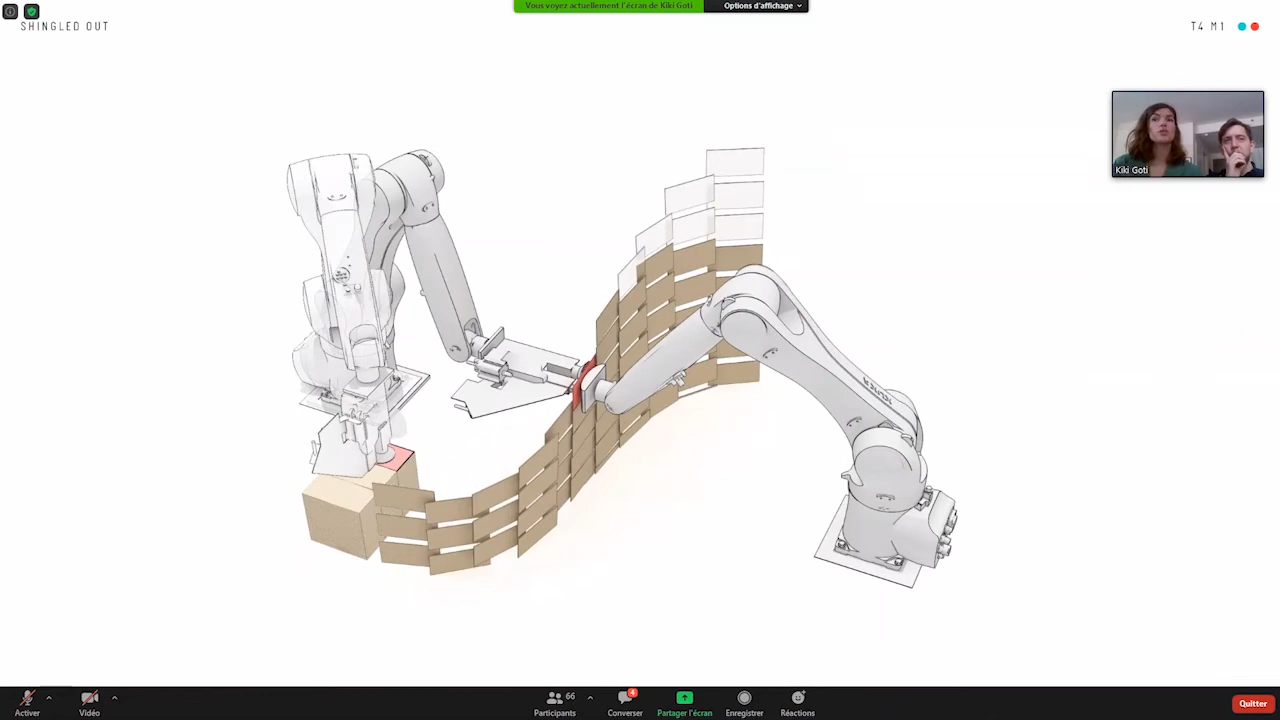 Vous voyez actuellement l'écran de Kiki Goti
Options d'affichage
SHINGLED OUT
T4 M1
Kiki Goti
Activer
Vidéo
66
Participants
4
Converser
Partager l'écran
Enregistrer
Réactions
Quitter